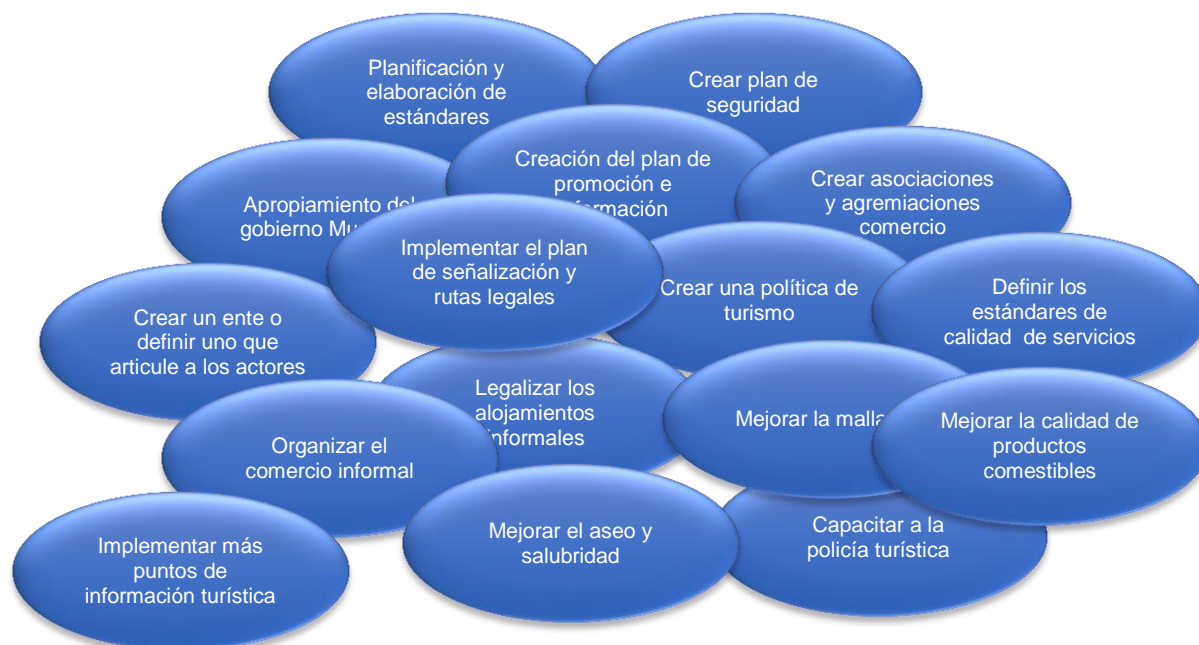 Planificación y
elaboración de
estándares
Crear plan de
seguridad
Creación del plan de
promoción e
Crear asociaciones
y agremiaciones
comercio
Apropiamiento
gobierno
Implementar el plan
de señalización y
rutas legales
Crear una política de
turismo
Definir los
estándares de
calidad de servicios
Crear un ente o
definir uno que
articule a los actores
Legalizar los
alojamientos
informales
Mejorar la malla
Mejorar la calidad de
productos
comestibles
Organizar el
comercio informal
Mejorar el aseo y
salubridad
Capacitar a la
policía turística
Implementar más
puntos de
información turística